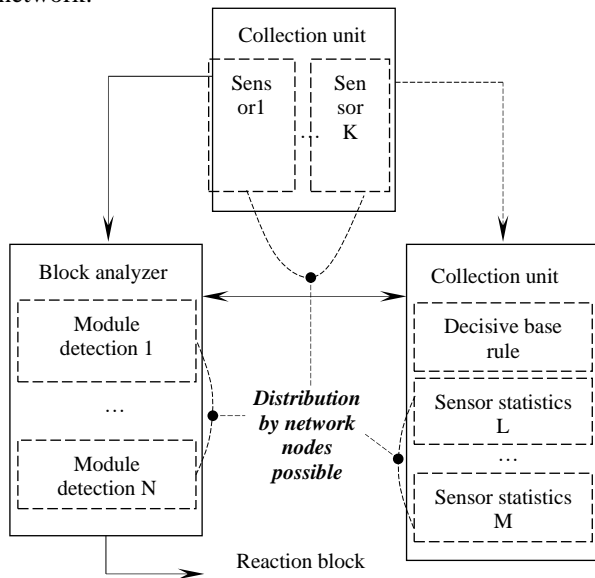 network.
Collection unit
Sens
or1
...
Sen
sor
K
Block analyzer
Module
detection 1
...
Module
detection N
Collection unit
Decisive base
rule
Sensor statistics
L
...
Sensor statistics
M
Distribution
by network
nodes
possible
Reaction block